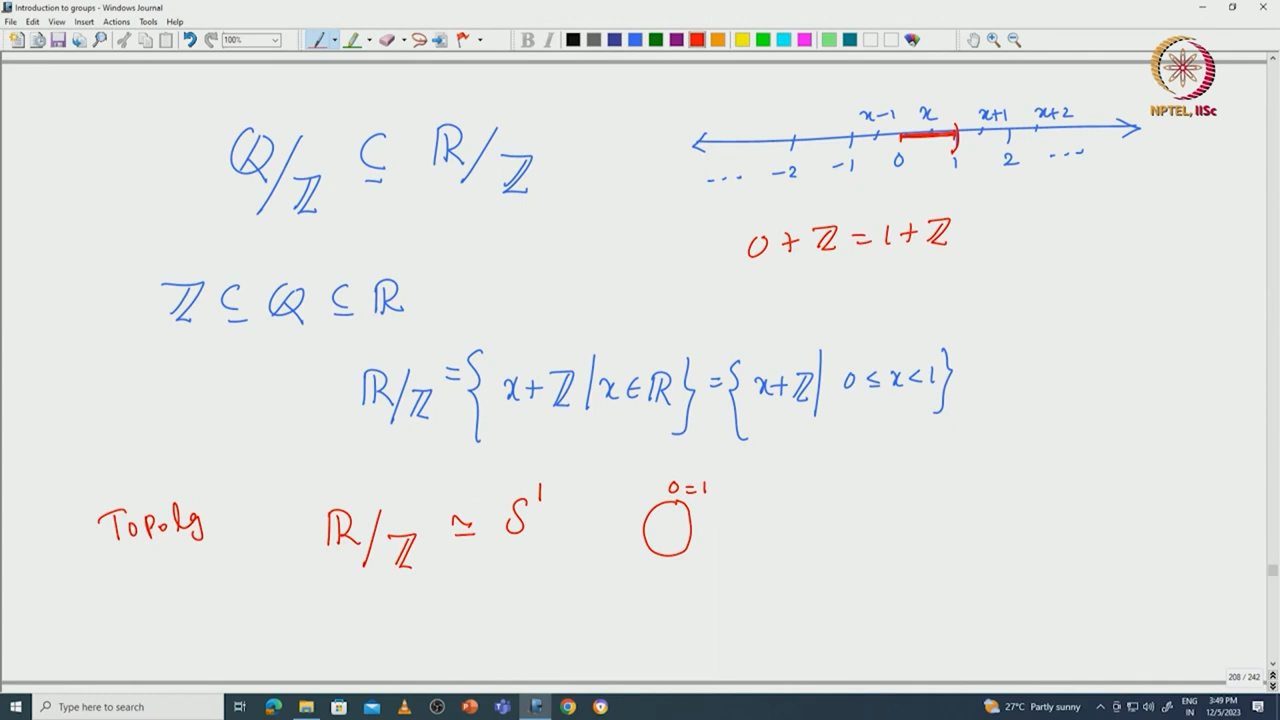 Introduction to groups - Windows Journal
File Edit View Insert Actions Tools Help
100%
B I
NPTEL, IISc
x-1 x x+1 x+2
... -2 -1 0 1 2 ...
ℚ/ℤ ⊆ ℝ/ℤ
0 + ℤ = 1 + ℤ
ℤ ⊆ ℚ ⊆ ℝ
ℝ/ℤ = { x+ℤ | x∈ℝ } = { x+ℤ | 0 ≤ x < 1 }
0=1
Topolg ℝ/ℤ ≃ S¹
208 / 242
Type here to search
27°C Partly sunny
ENG
IN
3:49 PM
12/5/2023